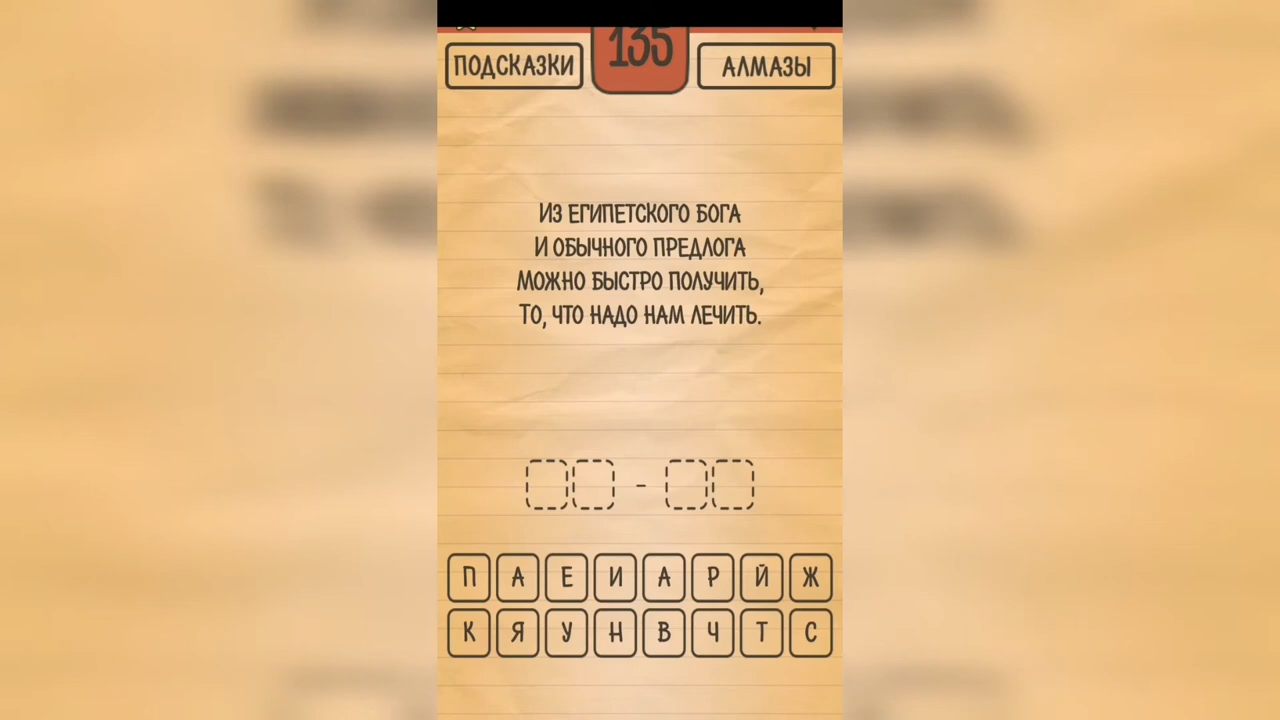 135
ПОДСКАЗКИ
АЛМАЗЫ
ИЗ ЕГИПЕТСКОГО БОГА
И ОБЫЧНОГО ПРЕДЛОГА
МОЖНО БЫСТРО ПОЛУЧИТЬ,
ТО, ЧТО НАДО НАМ ЛЕЧИТЬ.
-
П А Е И А Р Й Ж
К Я У Н В Ч Т С